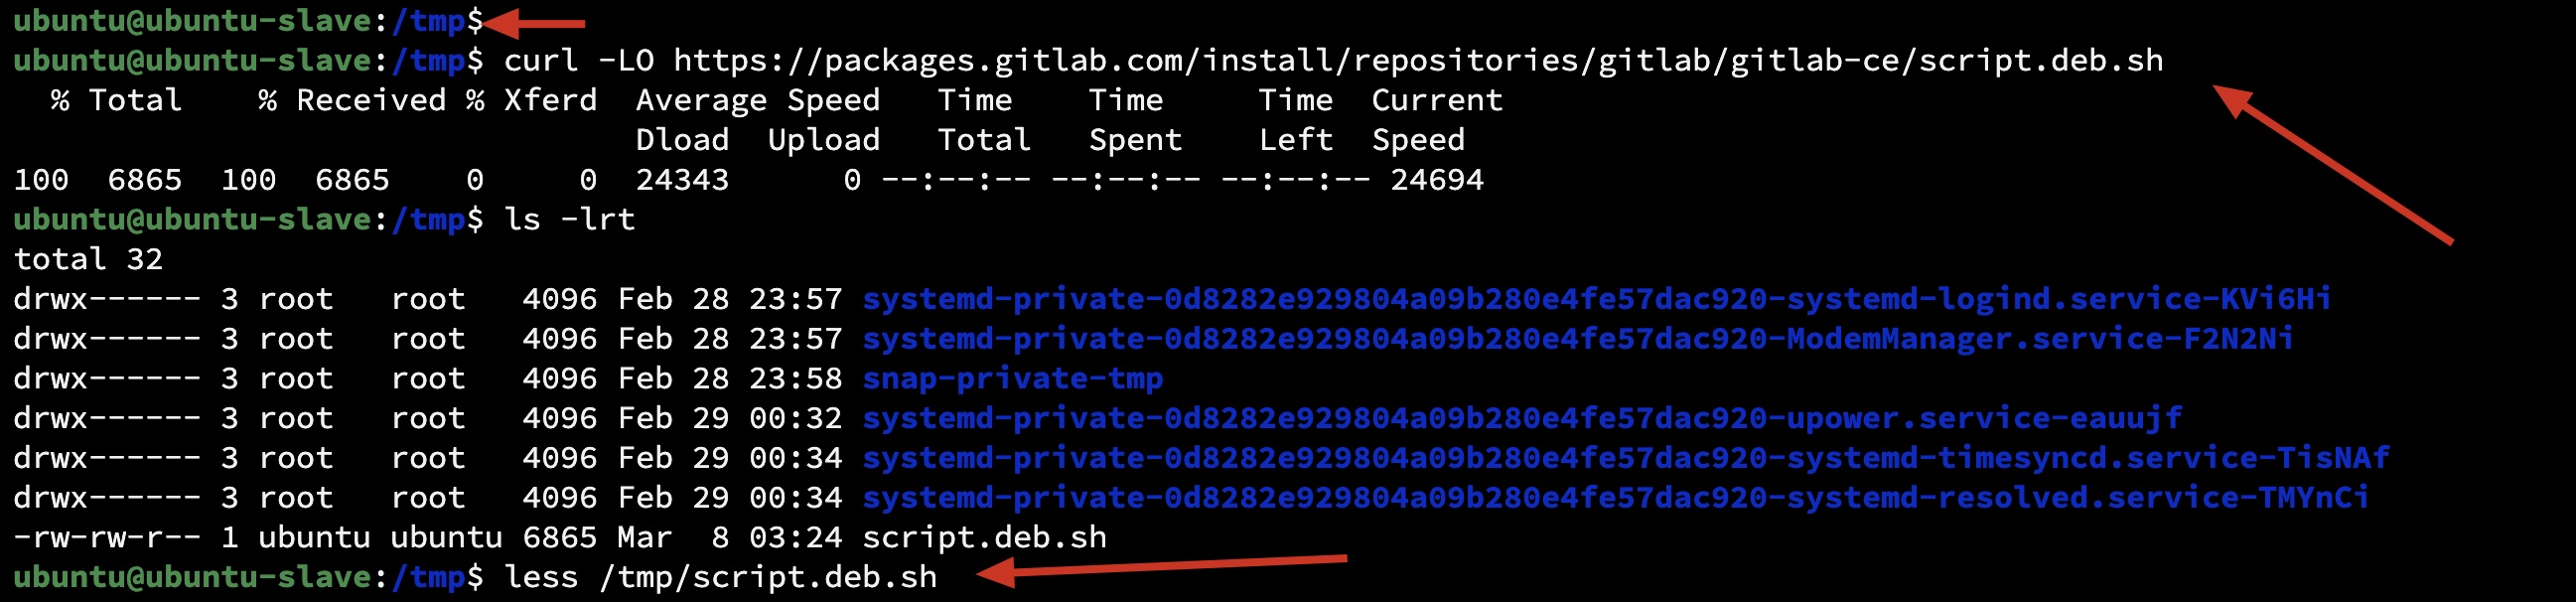 ubuntu@ubuntu-slave:/tmp$
ubuntu@ubuntu-slave:/tmp$ curl -LO https://packages.gitlab.com/install/repositories/gitlab/gitlab-ce/script.deb.sh
  % Total    % Received % Xferd  Average Speed   Time    Time     Time  Current
                                 Dload  Upload   Total   Spent    Left  Speed
100  6865  100  6865    0     0  24343      0 --:--:-- --:--:-- --:--:-- 24694
ubuntu@ubuntu-slave:/tmp$ ls -lrt
total 32
drwx------ 3 root   root   4096 Feb 28 23:57 systemd-private-0d8282e929804a09b280e4fe57dac920-systemd-logind.service-KVi6Hi
drwx------ 3 root   root   4096 Feb 28 23:57 systemd-private-0d8282e929804a09b280e4fe57dac920-ModemManager.service-F2N2Ni
drwx------ 3 root   root   4096 Feb 28 23:58 snap-private-tmp
drwx------ 3 root   root   4096 Feb 29 00:32 systemd-private-0d8282e929804a09b280e4fe57dac920-upower.service-eauujf
drwx------ 3 root   root   4096 Feb 29 00:34 systemd-private-0d8282e929804a09b280e4fe57dac920-systemd-timesyncd.service-TisNAf
drwx------ 3 root   root   4096 Feb 29 00:34 systemd-private-0d8282e929804a09b280e4fe57dac920-systemd-resolved.service-TMYnCi
-rw-rw-r-- 1 ubuntu ubuntu 6865 Mar  8 03:24 script.deb.sh
ubuntu@ubuntu-slave:/tmp$ less /tmp/script.deb.sh